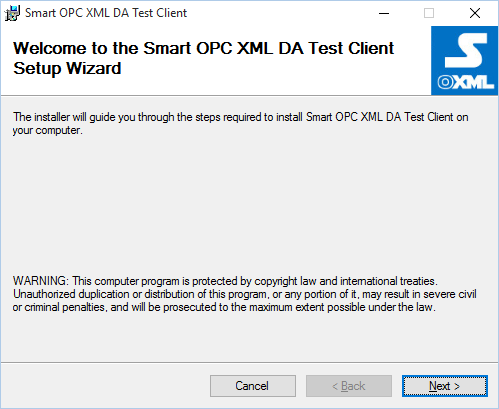 Smart OPC XML DA Test Client
Welcome to the Smart OPC XML DA Test Client
Setup Wizard
S
XML
The installer will guide you through the steps required to install Smart OPC XML DA Test Client on
your computer.
WARNING: This computer program is protected by copyright law and international treaties.
Unauthorized duplication or distribution of this program, or any portion of it, may result in severe civil
or criminal penalties, and will be prosecuted to the maximum extent possible under the law.
Cancel
< Back
Next >